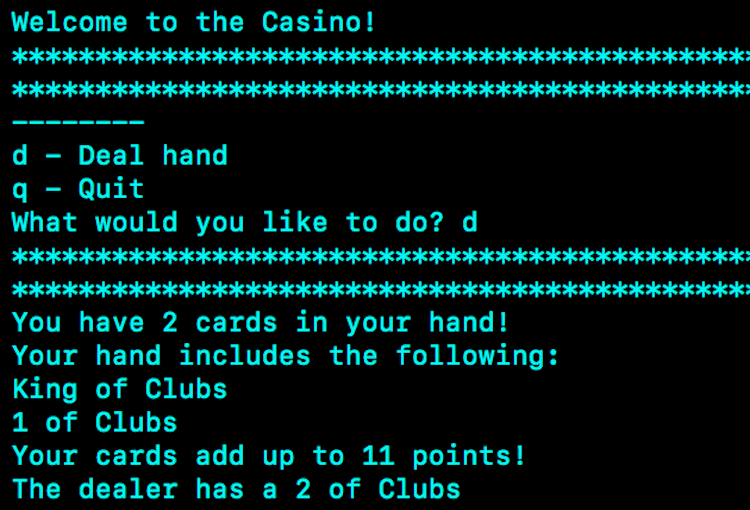 Welcome to the Casino!
*********************************************
*********************************************
--------
d - Deal hand
q - Quit
What would you like to do? d
*********************************************
*********************************************
You have 2 cards in your hand!
Your hand includes the following:
King of Clubs
1 of Clubs
Your cards add up to 11 points!
The dealer has a 2 of Clubs